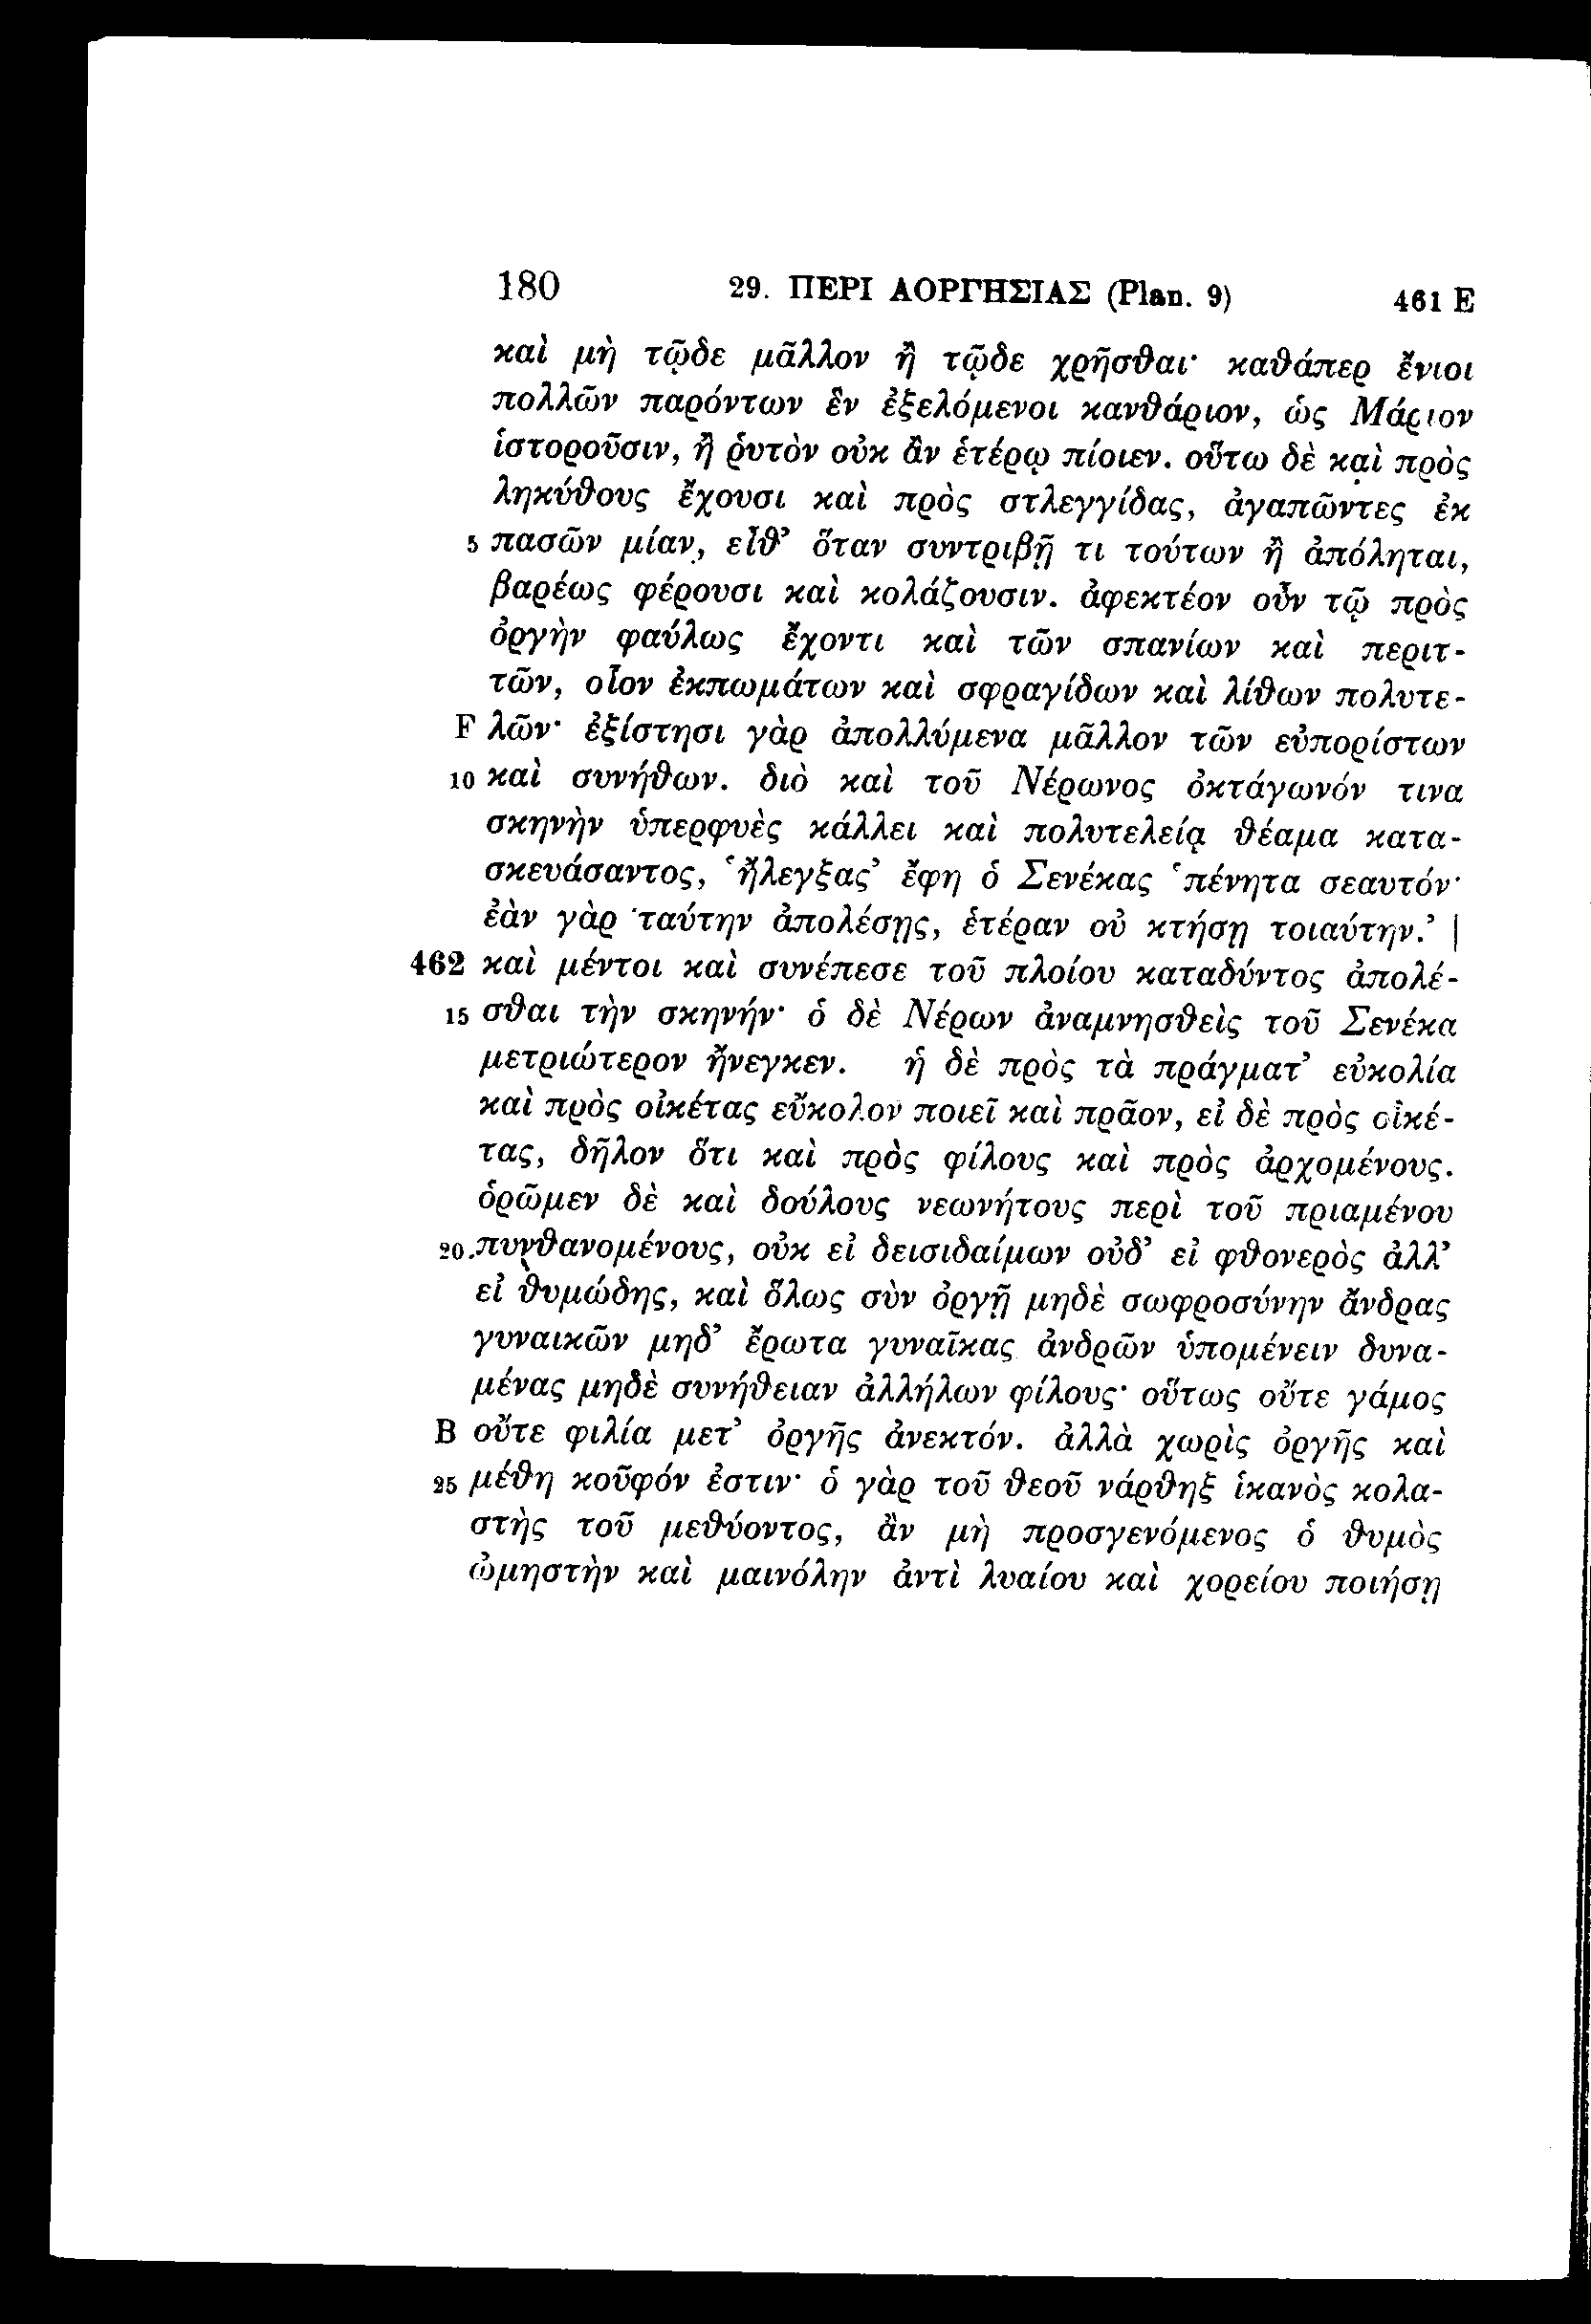 180 29. ΠΕΡΙ ΑΟΡΓΗΣΙΑΣ (Plan. 9) 461 E
καὶ μὴ τῷδε μᾶλλον ἢ τῷδε χρῆσθαι· καθάπερ ἔνιοι
πολλῶν παρόντων ἓν ἐξελόμενοι κανθάριον, ὡς Μάριον
ἱστοροῦσιν, ἢ ῥυτὸν οὐκ ἂν ἑτέρῳ πίοιεν. οὕτω δὲ καὶ πρὸς
ληκύθους ἔχουσι καὶ πρὸς στλεγγίδας, ἀγαπῶντες ἐκ
5 πασῶν μίαν, εἶθ’ ὅταν συντριβῇ τι τούτων ἢ ἀπόληται,
βαρέως φέρουσι καὶ κολάζουσιν. ἀφεκτέον οὖν τῷ πρὸς
ὀργὴν φαύλως ἔχοντι καὶ τῶν σπανίων καὶ περιτ-
τῶν, οἷον ἐκπωμάτων καὶ σφραγίδων καὶ λίθων πολυτε-
F λῶν· ἐξίστησι γὰρ ἀπολλύμενα μᾶλλον τῶν εὐπορίστων
10 καὶ συνήθων. διὸ καὶ τοῦ Νέρωνος ὀκτάγωνόν τινα
σκηνὴν ὑπερφυὲς κάλλει καὶ πολυτελείᾳ θέαμα κατα-
σκευάσαντος, ‘ἤλεγξας’ ἔφη ὁ Σενέκας ‘πένητα σεαυτόν·
ἐὰν γὰρ ταύτην ἀπολέσῃς, ἑτέραν οὐ κτήσῃ τοιαύτην.’ |
462 καὶ μέντοι καὶ συνέπεσε τοῦ πλοίου καταδύντος ἀπολέ-
15 σθαι τὴν σκηνήν· ὁ δὲ Νέρων ἀναμνησθεὶς τοῦ Σενέκα
μετριώτερον ἤνεγκεν. ἡ δὲ πρὸς τὰ πράγματ’ εὐκολία
καὶ πρὸς οἰκέτας εὔκολον ποιεῖ καὶ πρᾶον, εἰ δὲ πρὸς οἰκέ-
τας, δῆλον ὅτι καὶ πρὸς φίλους καὶ πρὸς ἀρχομένους.
ὁρῶμεν δὲ καὶ δούλους νεωνήτους περὶ τοῦ πριαμένου
20 πυνθανομένους, οὐκ εἰ δεισιδαίμων οὐδ’ εἰ φθονερὸς ἀλλ’
εἰ θυμώδης, καὶ ὅλως σὺν ὀργῇ μηδὲ σωφροσύνην ἄνδρας
γυναικῶν μηδ’ ἔρωτα γυναῖκας ἀνδρῶν ὑπομένειν δυνα-
μένας μηδὲ συνήθειαν ἀλλήλων φίλους· οὕτως οὔτε γάμος
B οὔτε φιλία μετ’ ὀργῆς ἀνεκτόν. ἀλλὰ χωρὶς ὀργῆς καὶ
25 μέθη κοῦφόν ἐστιν· ὁ γὰρ τοῦ θεοῦ νάρθηξ ἱκανὸς κολα-
στὴς τοῦ μεθύοντος, ἂν μὴ προσγενόμενος ὁ θυμὸς
ὠμηστὴν καὶ μαινόλην ἀντὶ λυαίου καὶ χορείου ποιήσῃ